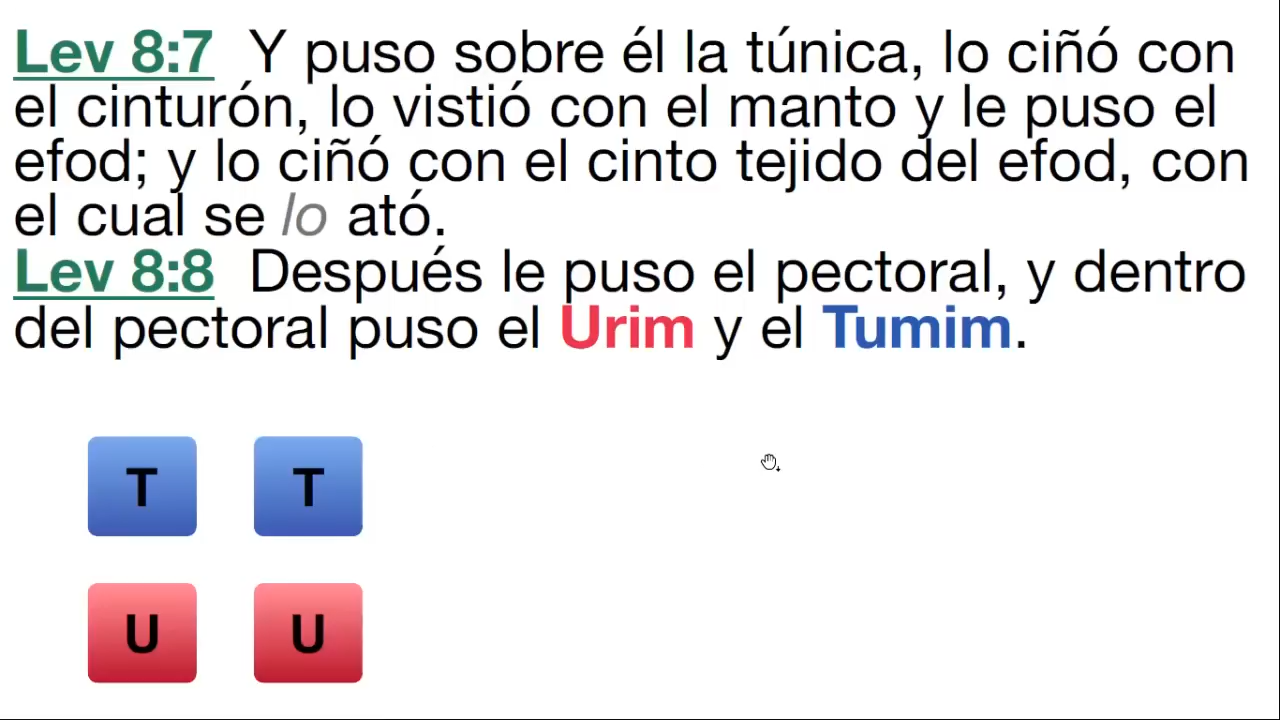 Lev 8:7 Y puso sobre él la túnica, lo ciñó con
el cinturón, lo vistió con el manto y le puso el
efod; y lo ciñó con el cinto tejido del efod, con
el cual se lo ató.
Lev 8:8 Después le puso el pectoral, y dentro
del pectoral puso el Urim y el Tumim.
T T
U U